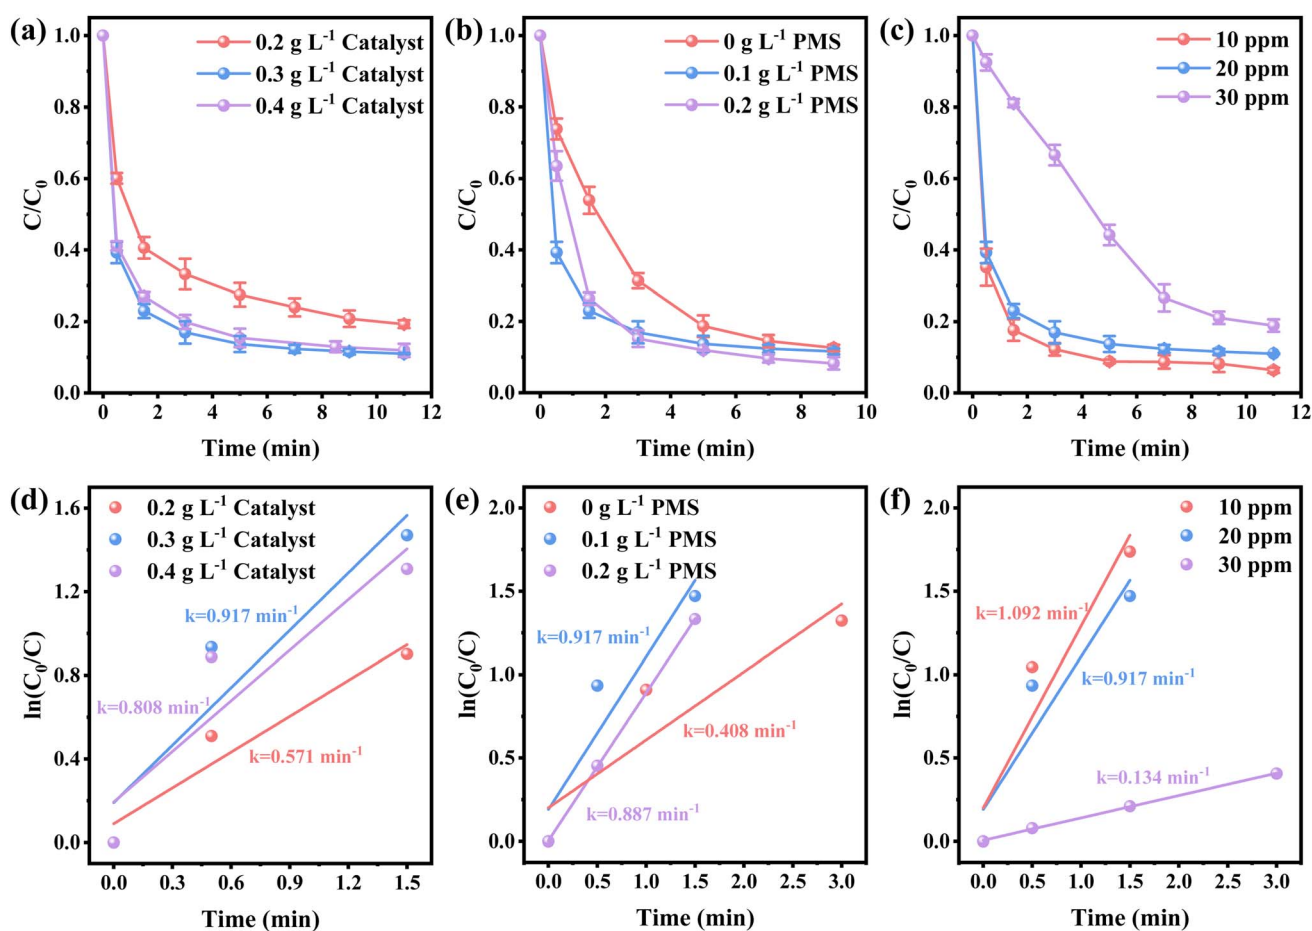 (a)
1.0
0.8
0.6
0.4
0.2
0.0
C/C₀
0.2 g L⁻¹ Catalyst
0.3 g L⁻¹ Catalyst
0.4 g L⁻¹ Catalyst
0 2 4 6 8 10 12
Time (min)
(b)
1.0
0.8
0.6
0.4
0.2
0.0
C/C₀
0 g L⁻¹ PMS
0.1 g L⁻¹ PMS
0.2 g L⁻¹ PMS
0 2 4 6 8 10
Time (min)
(c)
1.0
0.8
0.6
0.4
0.2
0.0
C/C₀
10 ppm
20 ppm
30 ppm
0 2 4 6 8 10 12
Time (min)
(d)
1.6
1.2
0.8
0.4
0.0
ln(C₀/C)
0.2 g L⁻¹ Catalyst
0.3 g L⁻¹ Catalyst
0.4 g L⁻¹ Catalyst
k=0.917 min⁻¹
k=0.808 min⁻¹
k=0.571 min⁻¹
0.0 0.3 0.6 0.9 1.2 1.5
Time (min)
(e)
2.0
1.5
1.0
0.5
0.0
ln(C₀/C)
0 g L⁻¹ PMS
0.1 g L⁻¹ PMS
0.2 g L⁻¹ PMS
k=0.917 min⁻¹
k=0.408 min⁻¹
k=0.887 min⁻¹
0.0 0.5 1.0 1.5 2.0 2.5 3.0
Time (min)
(f)
2.0
1.5
1.0
0.5
0.0
ln(C₀/C)
10 ppm
20 ppm
30 ppm
k=1.092 min⁻¹
k=0.917 min⁻¹
k=0.134 min⁻¹
0.0 0.5 1.0 1.5 2.0 2.5 3.0
Time (min)